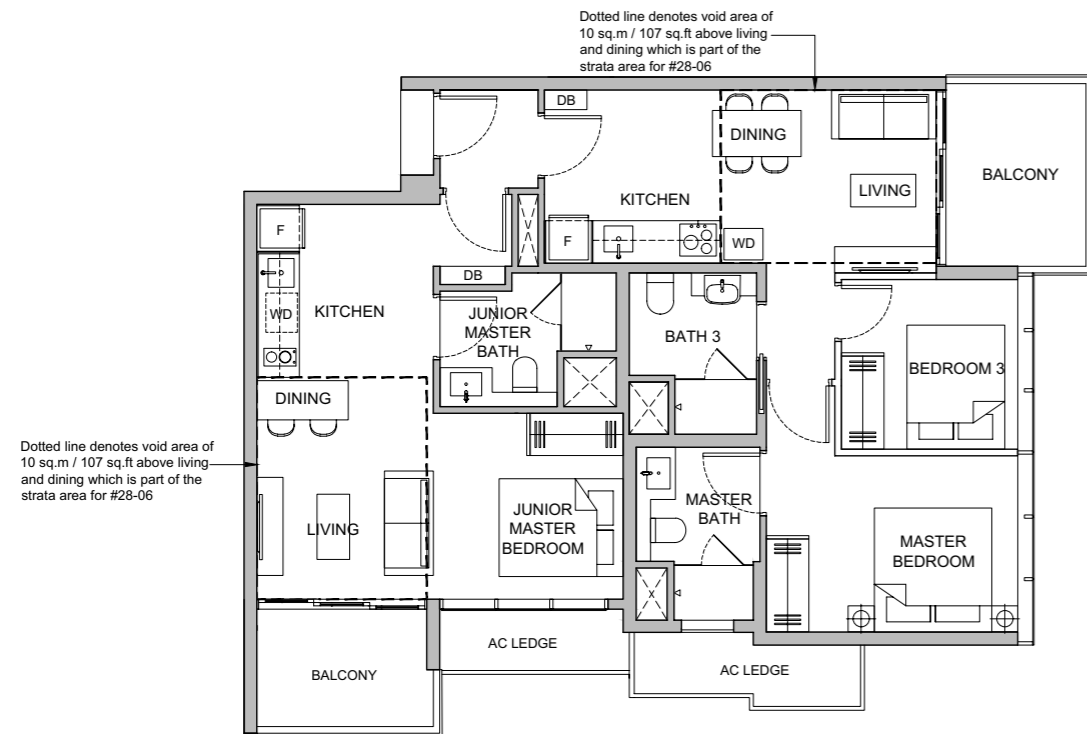 Dotted line denotes void area of
10 sq.m / 107 sq.ft above living
and dining which is part of the
strata area for #28-06
DB
DINING
LIVING
BALCONY
KITCHEN
F
WD
F
DB
WD
KITCHEN
JUNIOR
MASTER
BATH
BATH 3
BEDROOM 3
DINING
Dotted line denotes void area of
10 sq.m / 107 sq.ft above living
and dining which is part of the
strata area for #28-06
LIVING
JUNIOR
MASTER
BEDROOM
MASTER
BATH
MASTER
BEDROOM
BALCONY
AC LEDGE
AC LEDGE